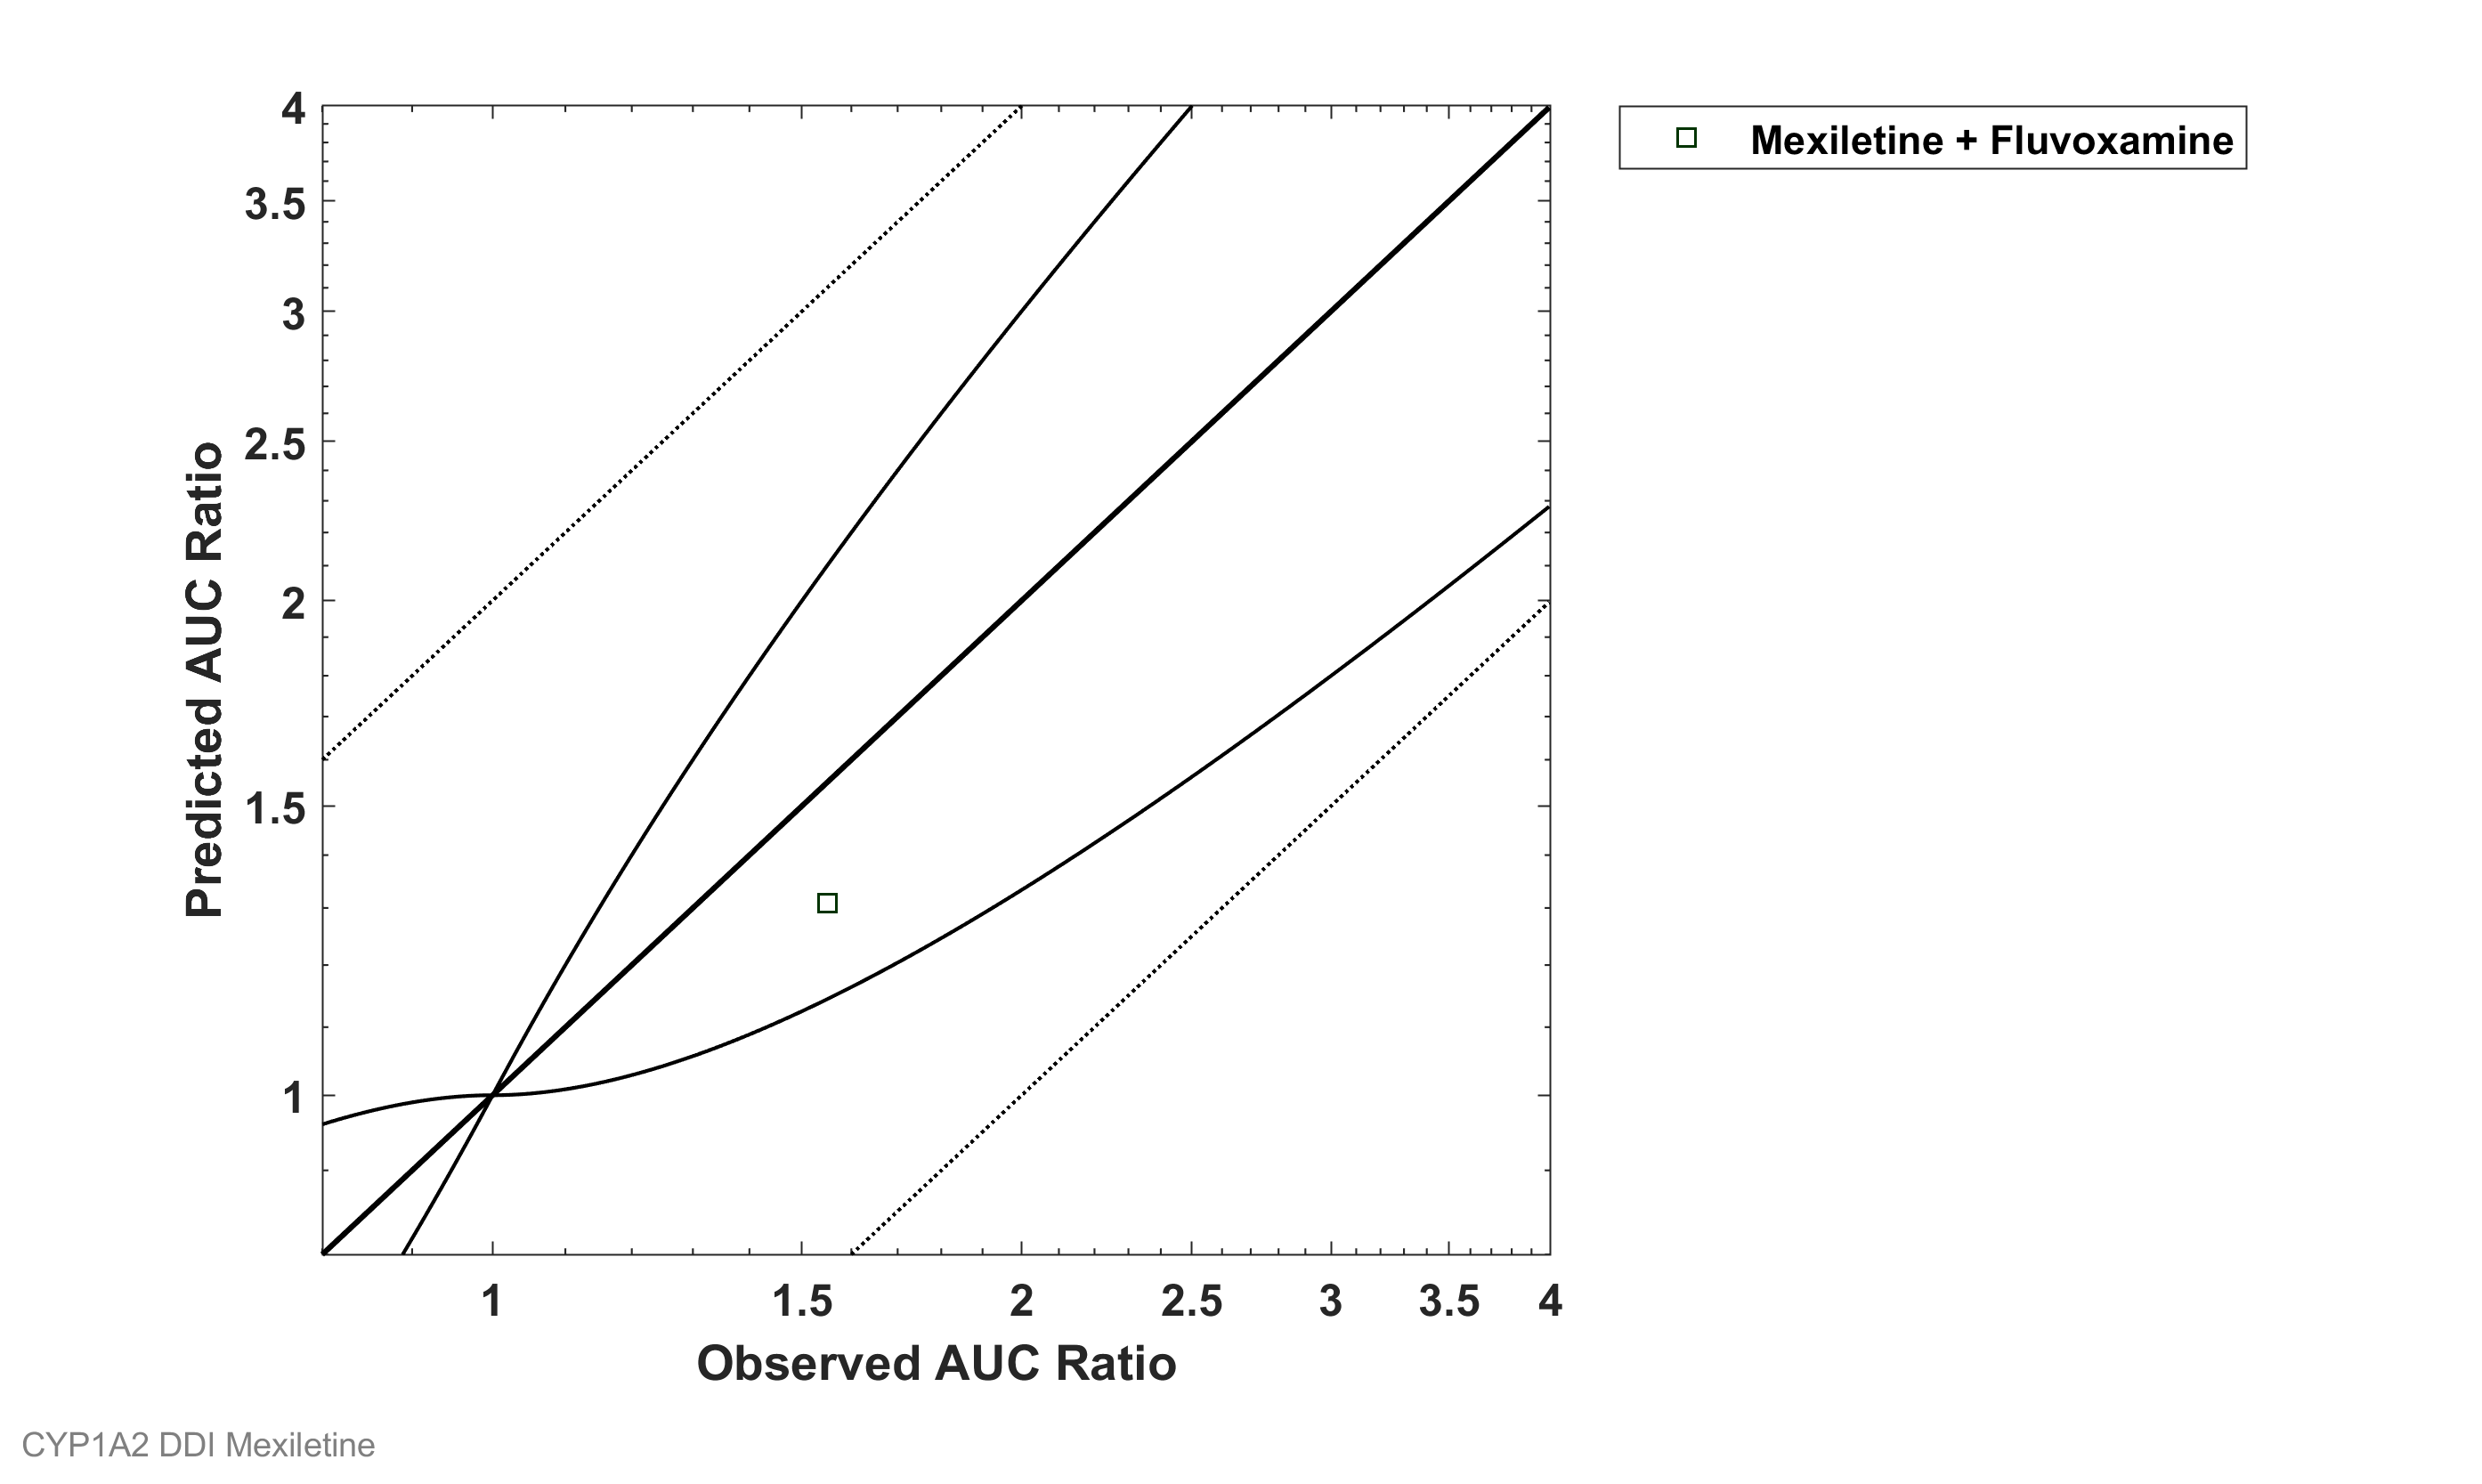 4
3.5
3
2.5
2
1.5
1
Predicted AUC Ratio
1 1.5 2 2.5 3 3.5 4
Observed AUC Ratio
Mexiletine + Fluvoxamine
CYP1A2 DDI Mexiletine